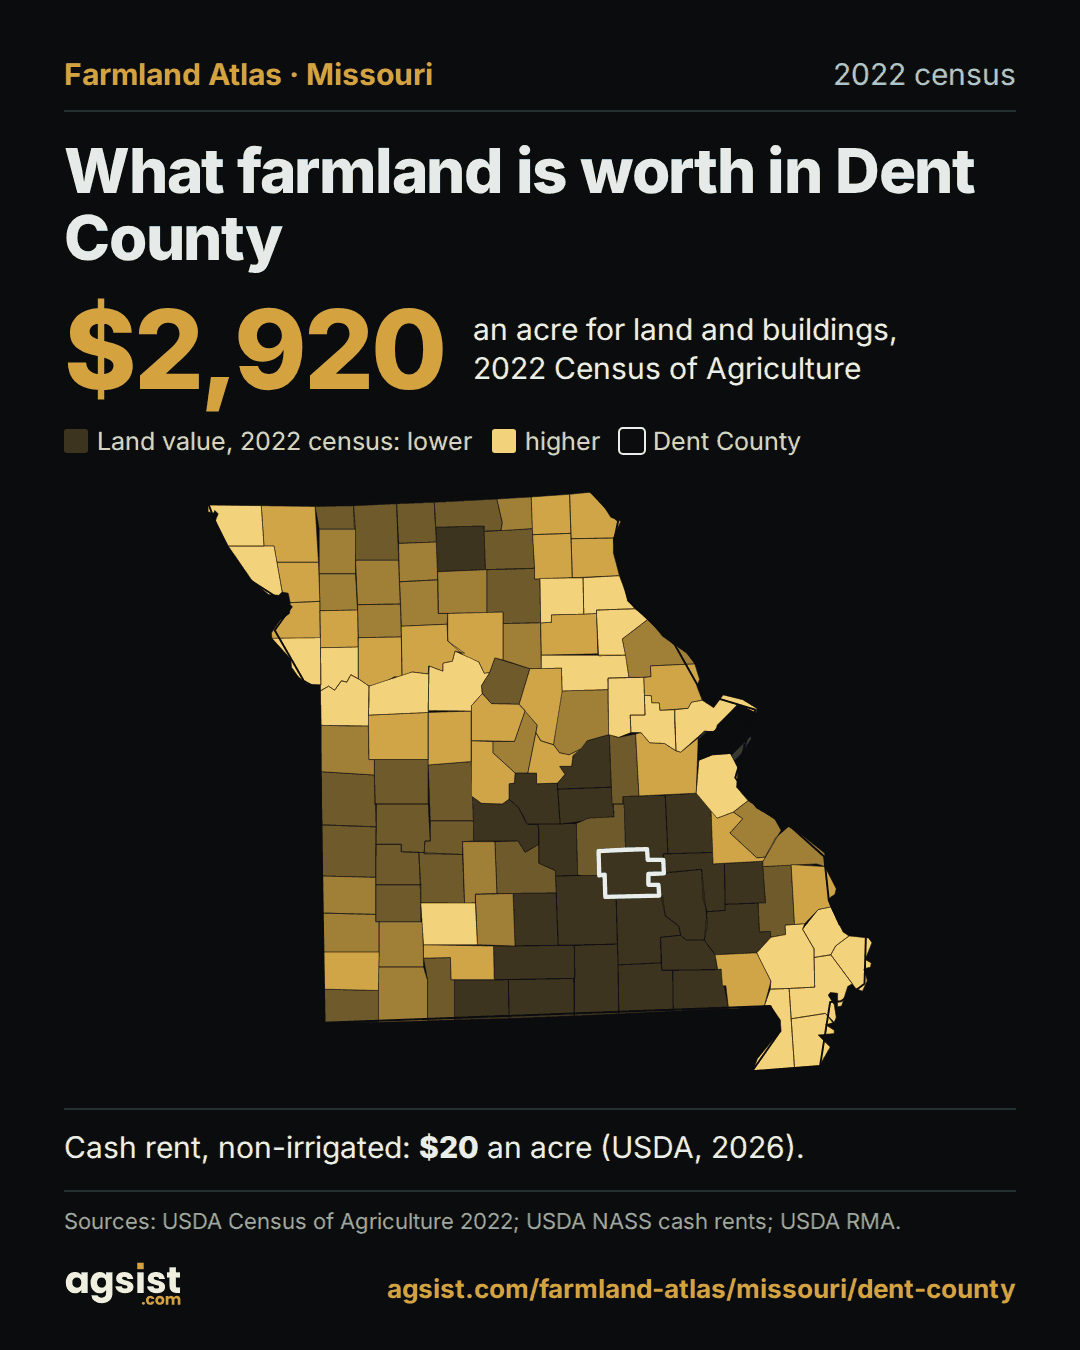 Farmland Atlas · Missouri
2022 census
What farmland is worth in Dent
County
$2,920
an acre for land and buildings,
2022 Census of Agriculture
Land value, 2022 census: lower
higher
Dent County
Cash rent, non-irrigated: $20 an acre (USDA, 2026).
Sources: USDA Census of Agriculture 2022; USDA NASS cash rents; USDA RMA.
agsist
.com
agsist.com/farmland-atlas/missouri/dent-county